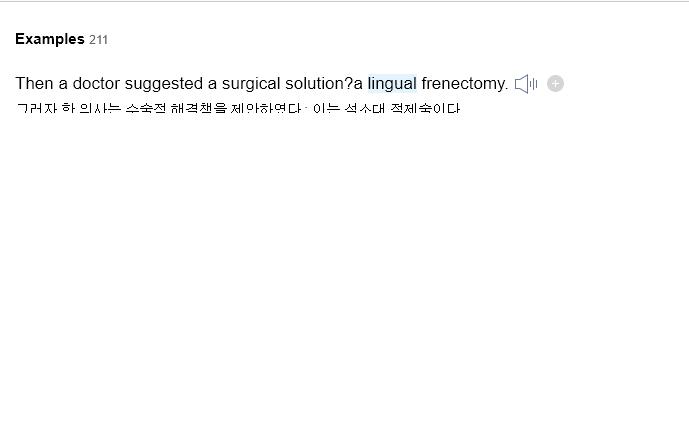 Examples 211
Then a doctor suggested a surgical solution?a lingual frenectomy.
그러자 한 의사는 수술적 해결책을 제안하였다: 이는 설소대 절제술이다